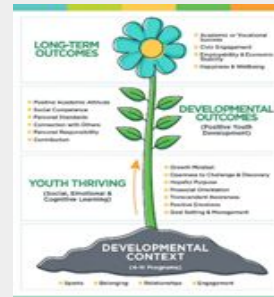 LONG-TERM
OUTCOMES
Academic or Vocational
Success
Civic Engagement
Employability & Economic
Stability
Happiness & Wellbeing
Positive Academic Attitude
Social Competence
Personal Standards
Connection with Others
Personal Responsibility
Contribution
DEVELOPMENTAL
OUTCOMES
(Positive Youth
Development)
YOUTH THRIVING
(Social, Emotional &
Cognitive Learning)
Growth Mindset
Openness to Challenge & Discovery
Hopeful Purpose
Prosocial Orientation
Transcendent Awareness
Positive Emotions
Goal Setting & Management
DEVELOPMENTAL
CONTEXT
(4-H Programs)
Sparks Belonging Relationships Engagement